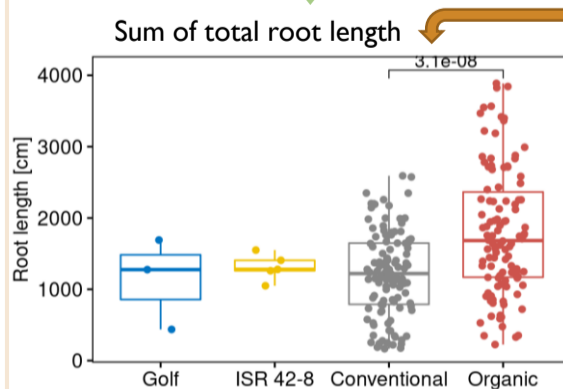 Sum of total root length
3.1e-08
Root length [cm]
4000
3000
2000
1000
0
Golf ISR 42-8 Conventional Organic